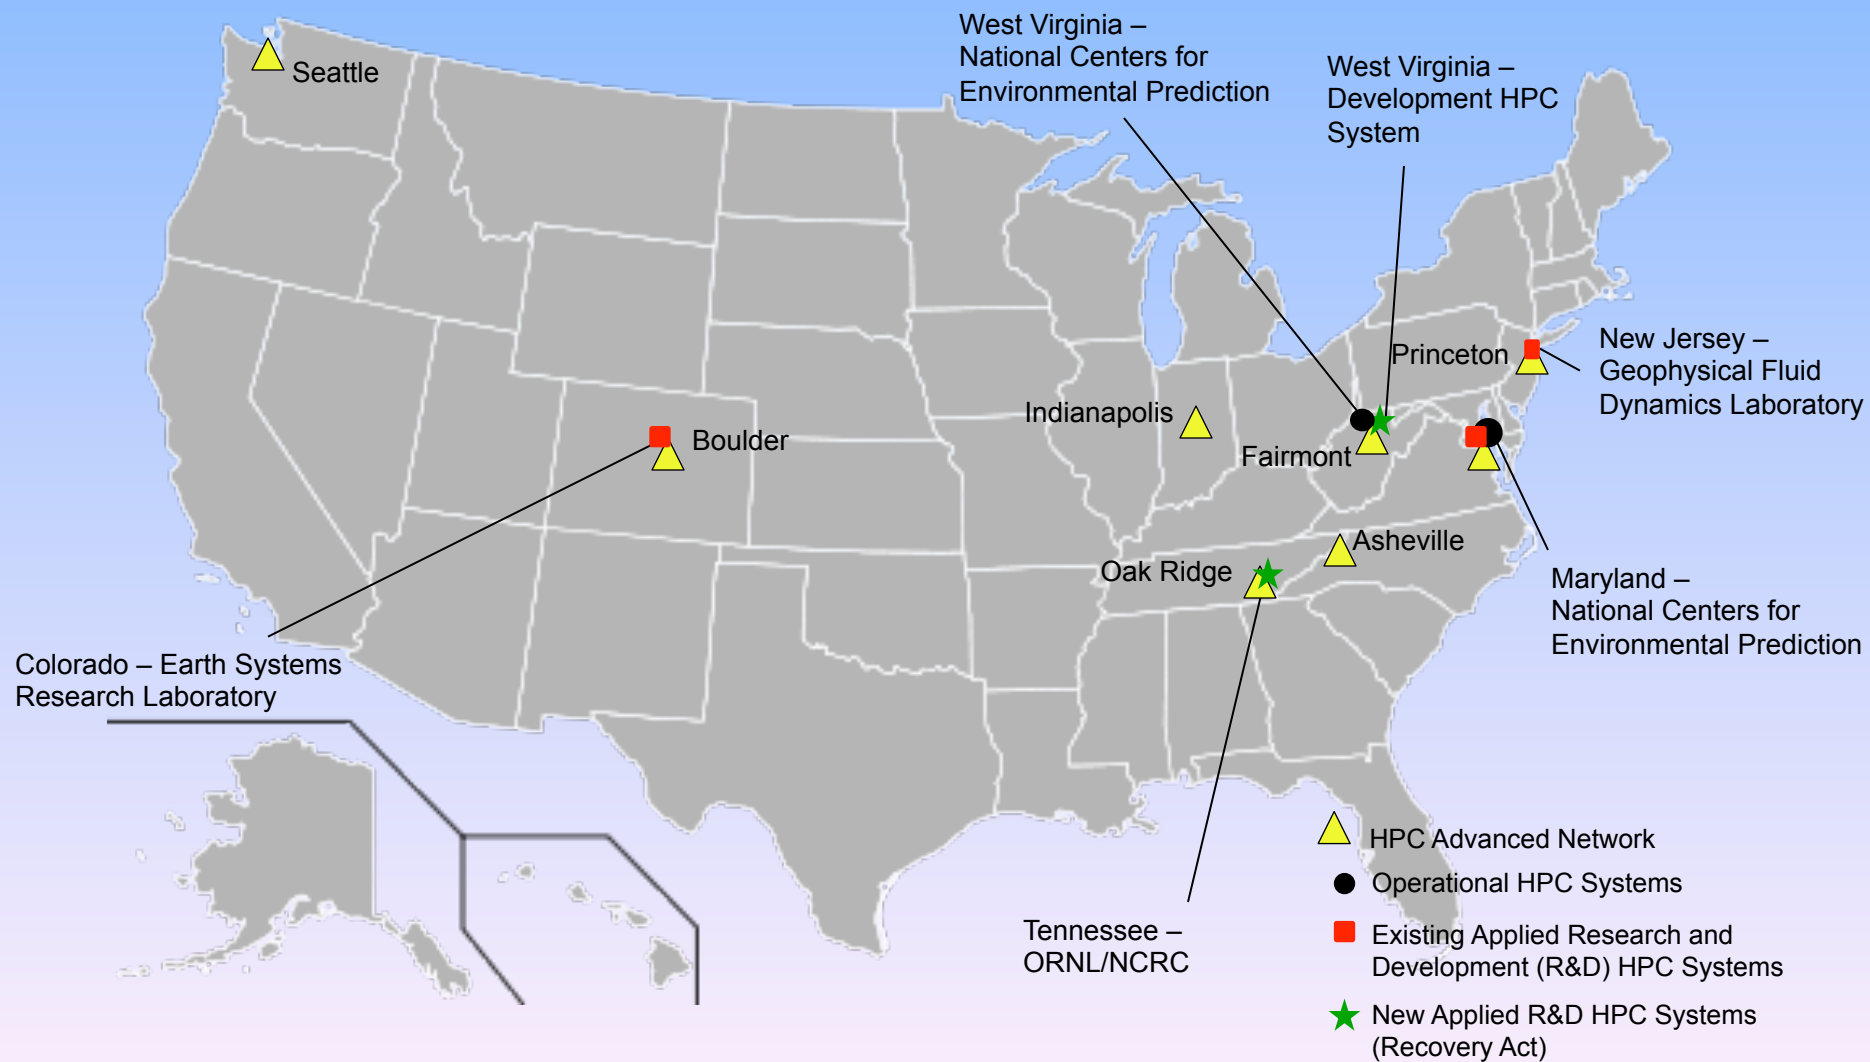 West Virginia –
National Centers for
Environmental Prediction
West Virginia –
Development HPC
System
Seattle
New Jersey –
Geophysical Fluid
Dynamics Laboratory
Princeton
Indianapolis
Boulder
Fairmont
Asheville
Oak Ridge
Maryland –
National Centers for
Environmental Prediction
Colorado – Earth Systems
Research Laboratory
Tennessee –
ORNL/NCRC
HPC Advanced Network
Operational HPC Systems
Existing Applied Research and
Development (R&D) HPC Systems
New Applied R&D HPC Systems
(Recovery Act)